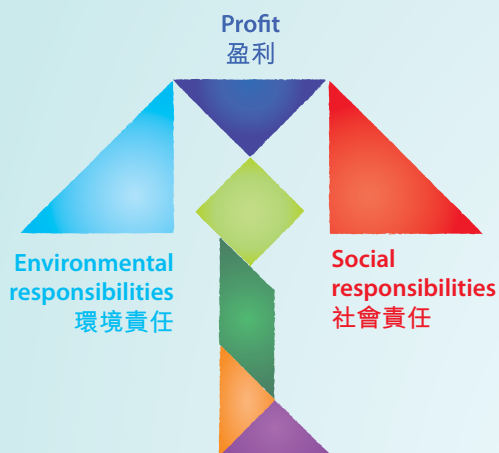 Profit
盈利
Environmental
responsibilities
環境責任
Social
responsibilities
社會責任